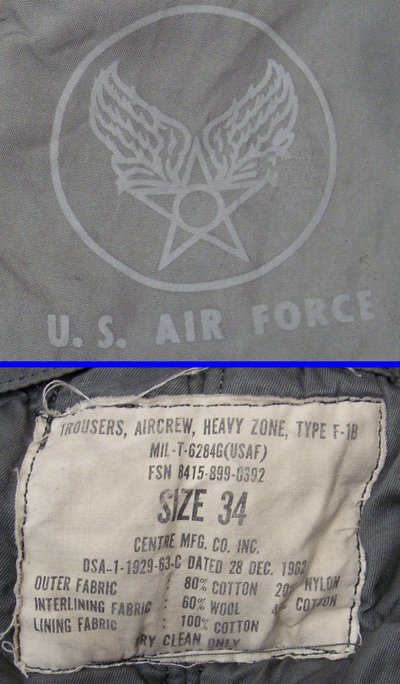 U. S. AIR FORCE
TROUSERS, AIRCREW, HEAVY ZONE, TYPE F-1B
MIL-T-6284G(USAF)
FSN 8415-899-0392
SIZE 34
CENTRE MFG. CO. INC.
DSA-1-1929-63-C DATED 28 DEC. 1962
OUTER FABRIC : 80% COTTON 20% NYLON
INTERLINING FABRIC : 60% WOOL 40% COTTON
LINING FABRIC : 100% COTTON
DRY CLEAN ONLY